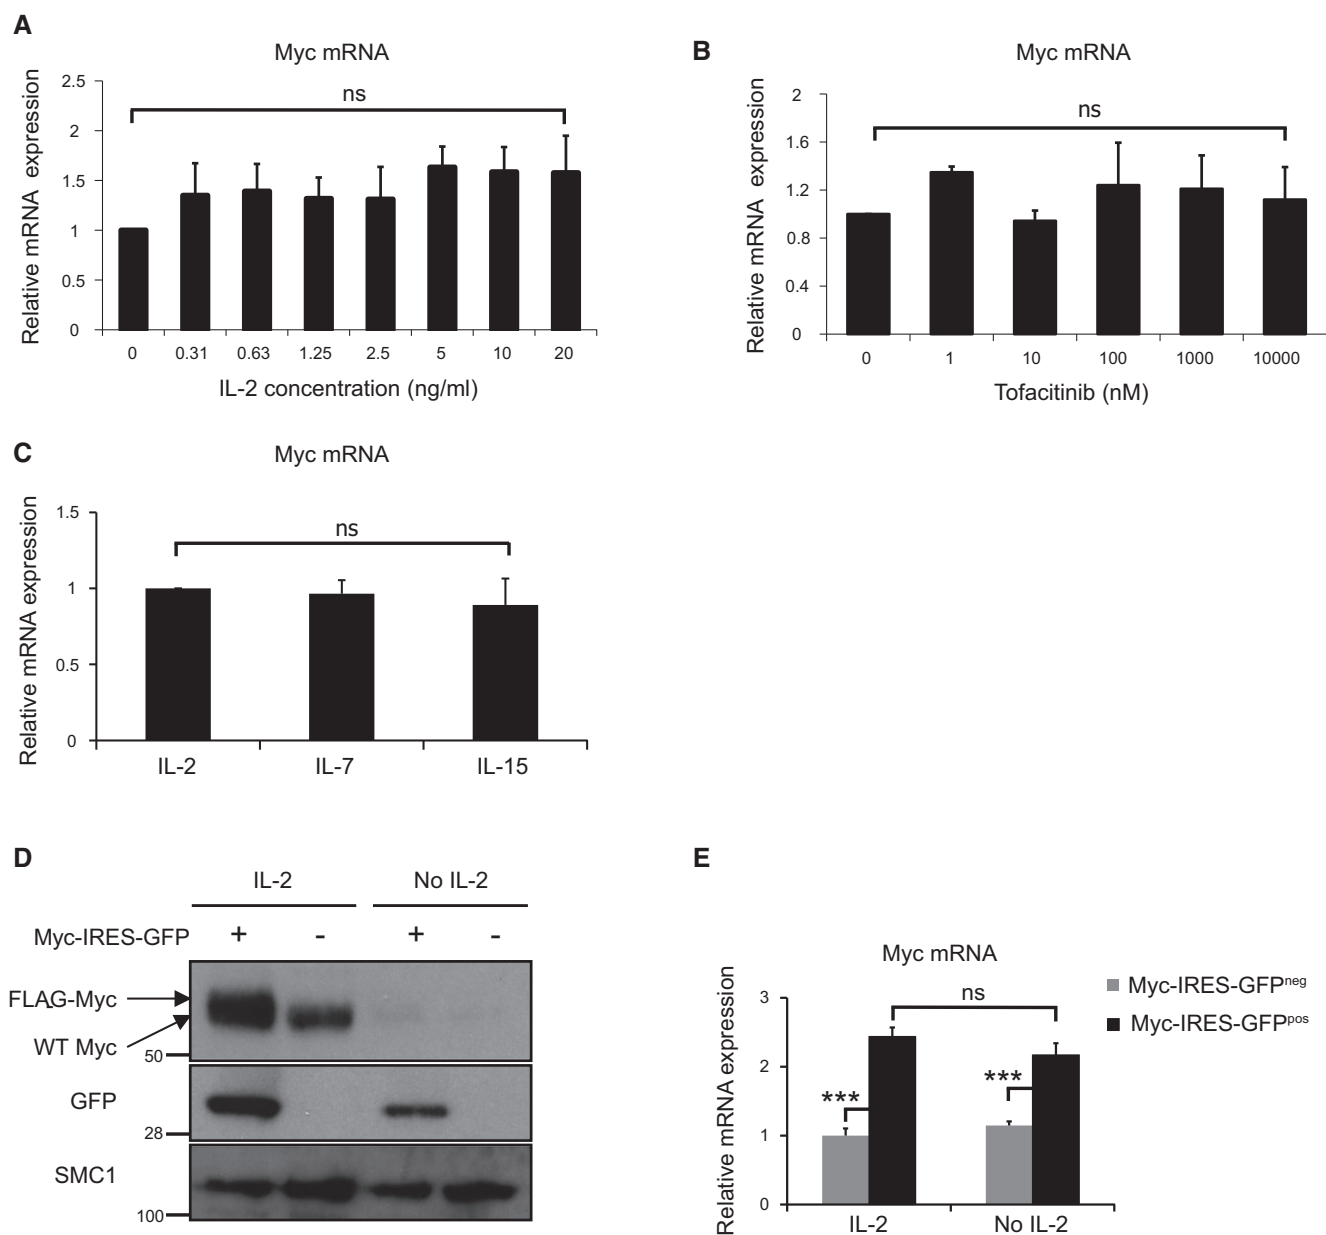 A
Myc mRNA
Relative mRNA expression
2.5
2
1.5
1
0.5
0
ns
0 0.31 0.63 1.25 2.5 5 10 20
IL-2 concentration (ng/ml)
B
Myc mRNA
Relative mRNA expression
2
1.6
1.2
0.8
0.4
0
ns
0 1 10 100 1000 10000
Tofacitinib (nM)
C
Myc mRNA
Relative mRNA expression
1.5
1
0.5
0
ns
IL-2 IL-7 IL-15
D
IL-2 No IL-2
Myc-IRES-GFP + - + -
FLAG-Myc
WT Myc
50
GFP
28
SMC1
100
E
Myc mRNA
Relative mRNA expression
3
2
1
0
ns
*** ***
IL-2 No IL-2
Myc-IRES-GFPneg
Myc-IRES-GFPpos